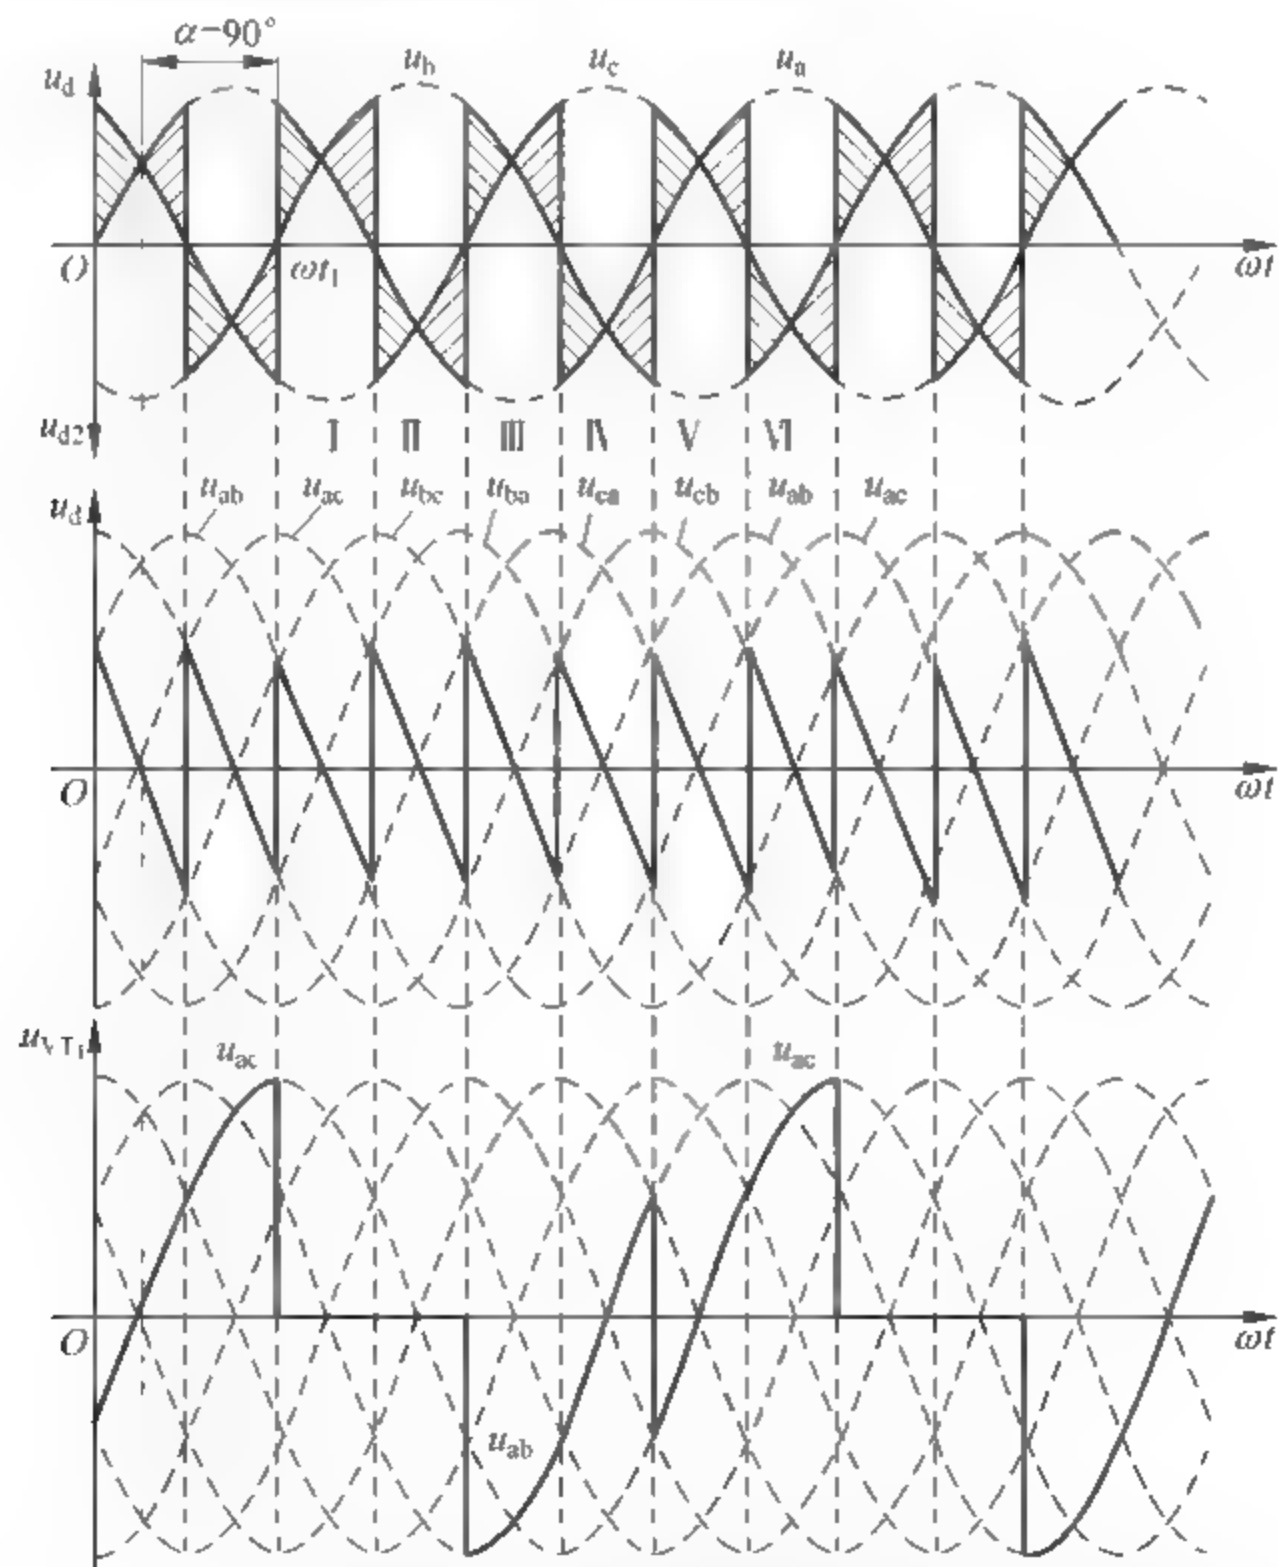 α-90°
u_d u_b u_c u_a
O ωt₁ ωt
u_d2 I II III IV V VI
u_ab u_ac u_bc u_ba u_ca u_cb u_ab u_ac
u_d
O ωt
u_VT1 u_ac u_ac
O ωt
u_ab